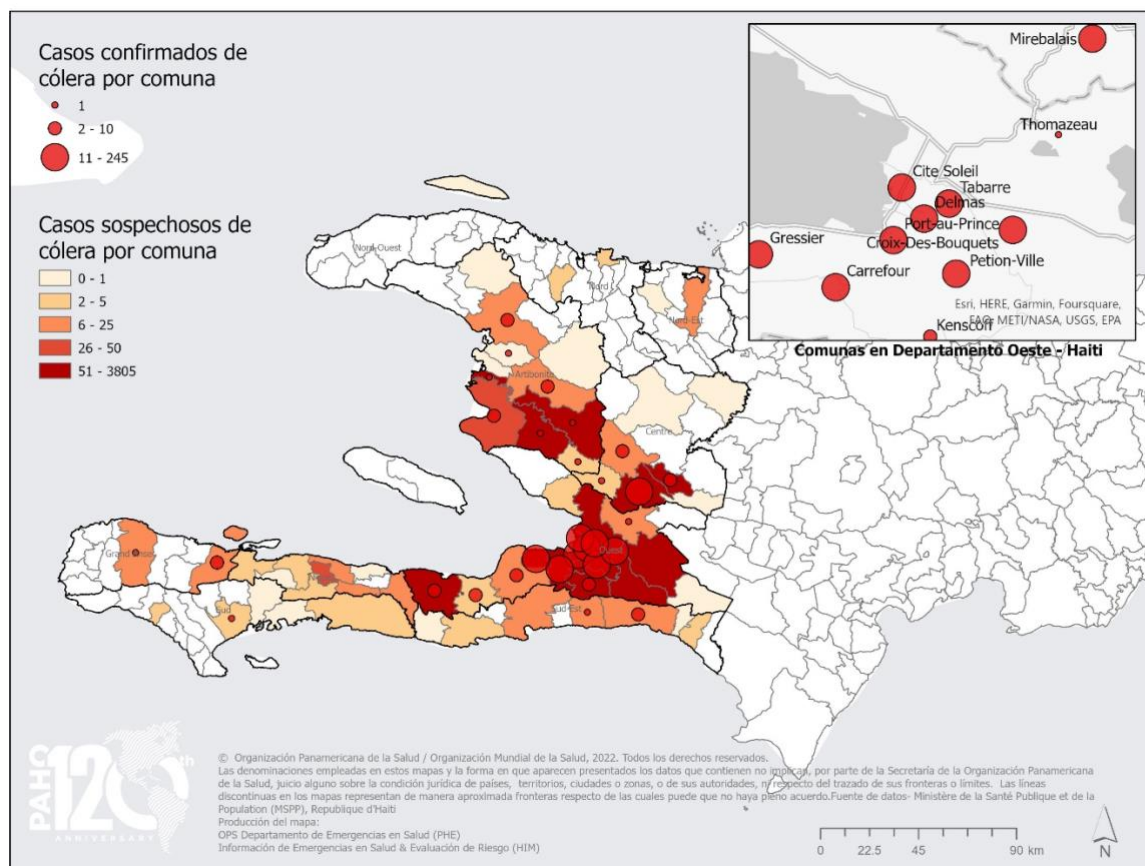 Casos confirmados de
cólera por comuna
1
2 - 10
11 - 245
Casos sospechosos de
cólera por comuna
0 - 1
2 - 5
6 - 25
26 - 50
51 - 3805
Mirebalais
Thomazeau
Cite Soleil
Tabarre
Delmas
Port-au-Prince
Croix-Des-Bouquets
Gressier
Carrefour
Petion-Ville
Kenscoff
Esri, HERE, Garmin, Foursquare,
FAO, METI/NASA, USGS, EPA
Comunas en Departamento Oeste - Haiti
Nord-Ouest
Nord
Nord-Est
Artibonite
Centre
Ouest
Sud-Est
Sud
PAHO 120th
ANNIVERSARY
© Organización Panamericana de la Salud / Organización Mundial de la Salud, 2022. Todos los derechos reservados.
Las denominaciones empleadas en estos mapas y la forma en que aparecen presentados los datos que contienen no implican, por parte de la Secretaría de la Organización Panamericana
de la Salud, juicio alguno sobre la condición jurídica de países, territorios, ciudades o zonas, o de sus autoridades, ni respecto del trazado de sus fronteras o límites. Las líneas
discontinuas en los mapas representan de manera aproximada fronteras respecto de las cuales puede que no haya pleno acuerdo.Fuente de datos- Ministère de la Santé Publique et de la
Population (MSPP), Republique d'Haiti
Producción del mapa:
OPS Departamento de Emergencias en Salud (PHE)
Información de Emergencias en Salud & Evaluación de Riesgo (HIM)
0 22.5 45 90 km
N